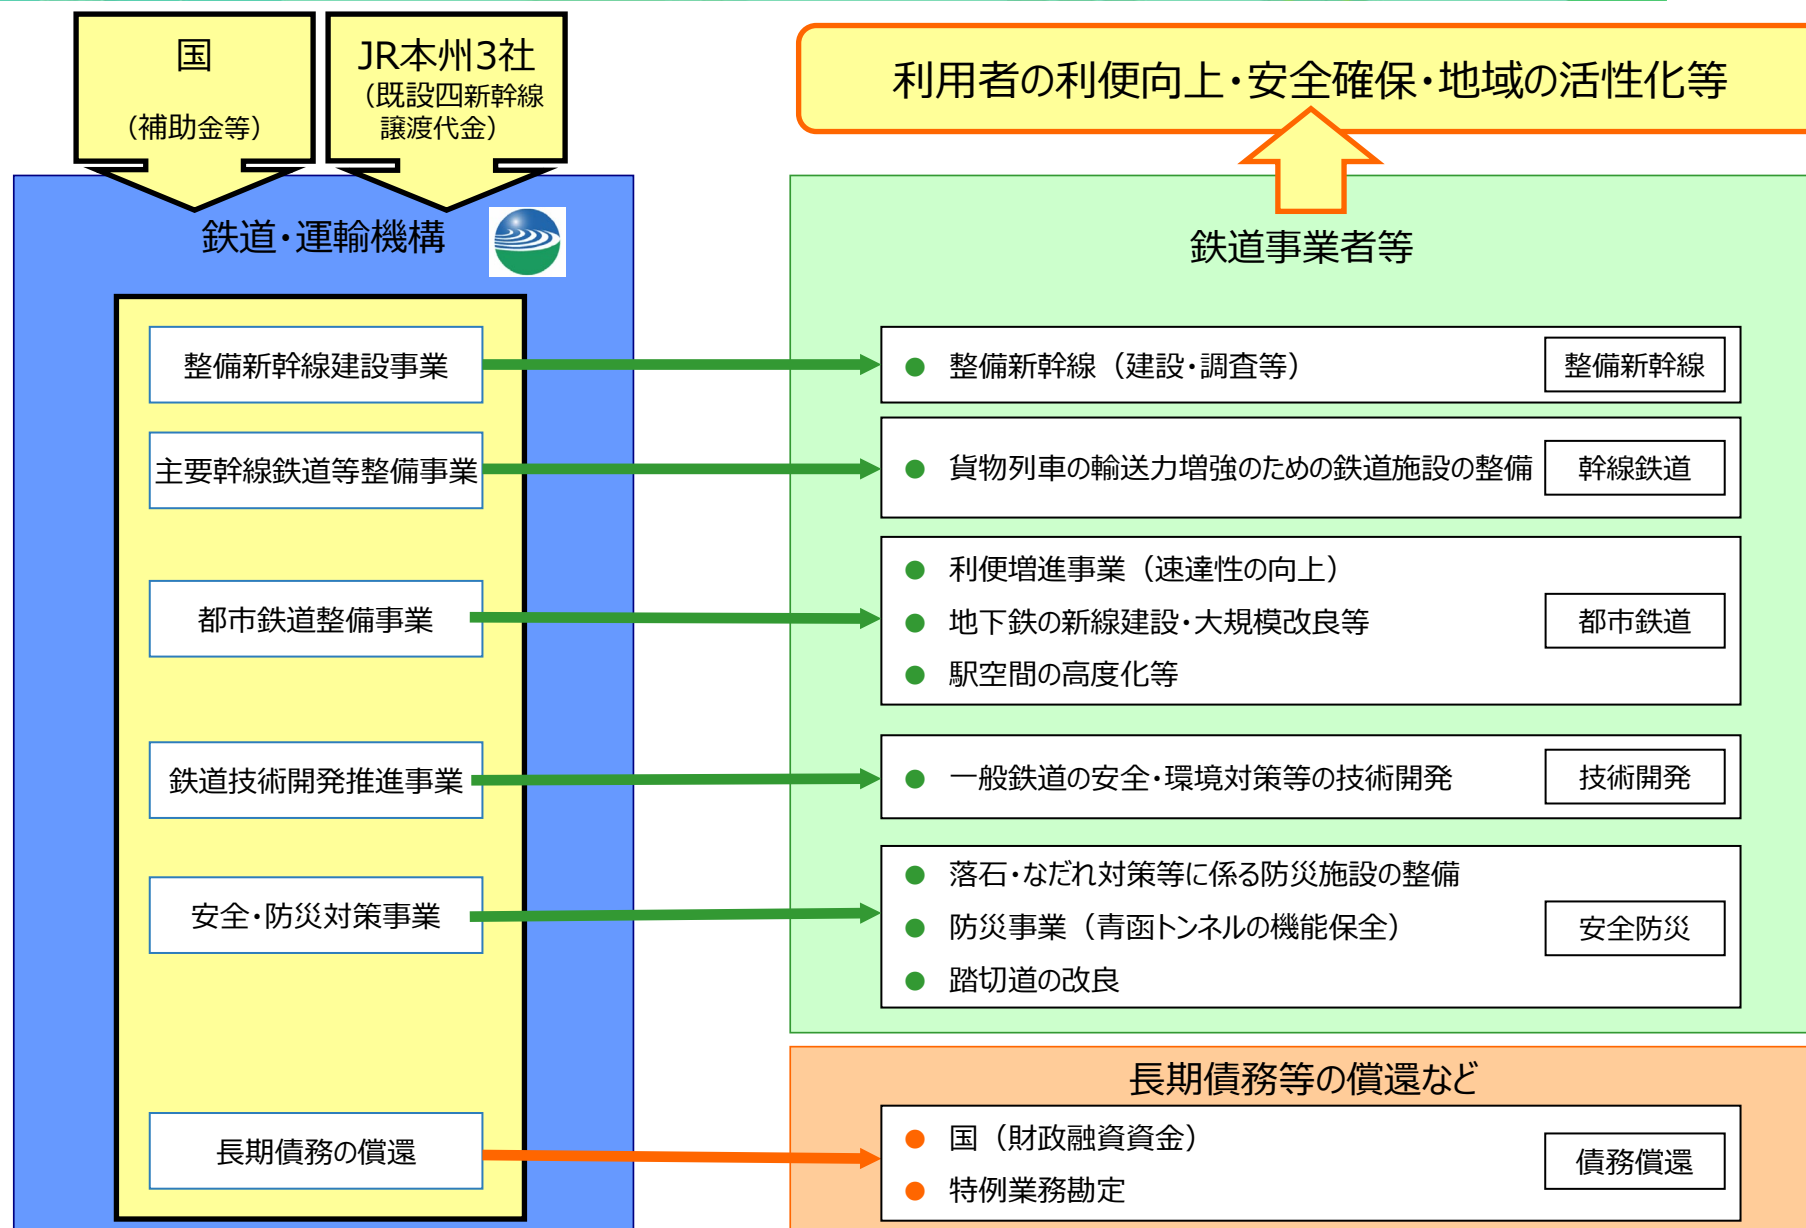 国
（補助金等）
JR本州3社
（既設四新幹線
譲渡代金）
利用者の利便向上・安全確保・地域の活性化等
鉄道・運輸機構
鉄道事業者等
整備新幹線建設事業
● 整備新幹線（建設・調査等）
整備新幹線
主要幹線鉄道等整備事業
● 貨物列車の輸送力増強のための鉄道施設の整備
幹線鉄道
都市鉄道整備事業
● 利便増進事業（速達性の向上）
● 地下鉄の新線建設・大規模改良等
● 駅空間の高度化等
都市鉄道
鉄道技術開発推進事業
● 一般鉄道の安全・環境対策等の技術開発
技術開発
安全・防災対策事業
● 落石・なだれ対策等に係る防災施設の整備
● 防災事業（青函トンネルの機能保全）
● 踏切道の改良
安全防災
長期債務等の償還など
長期債務の償還
● 国（財政融資資金）
● 特例業務勘定
債務償還